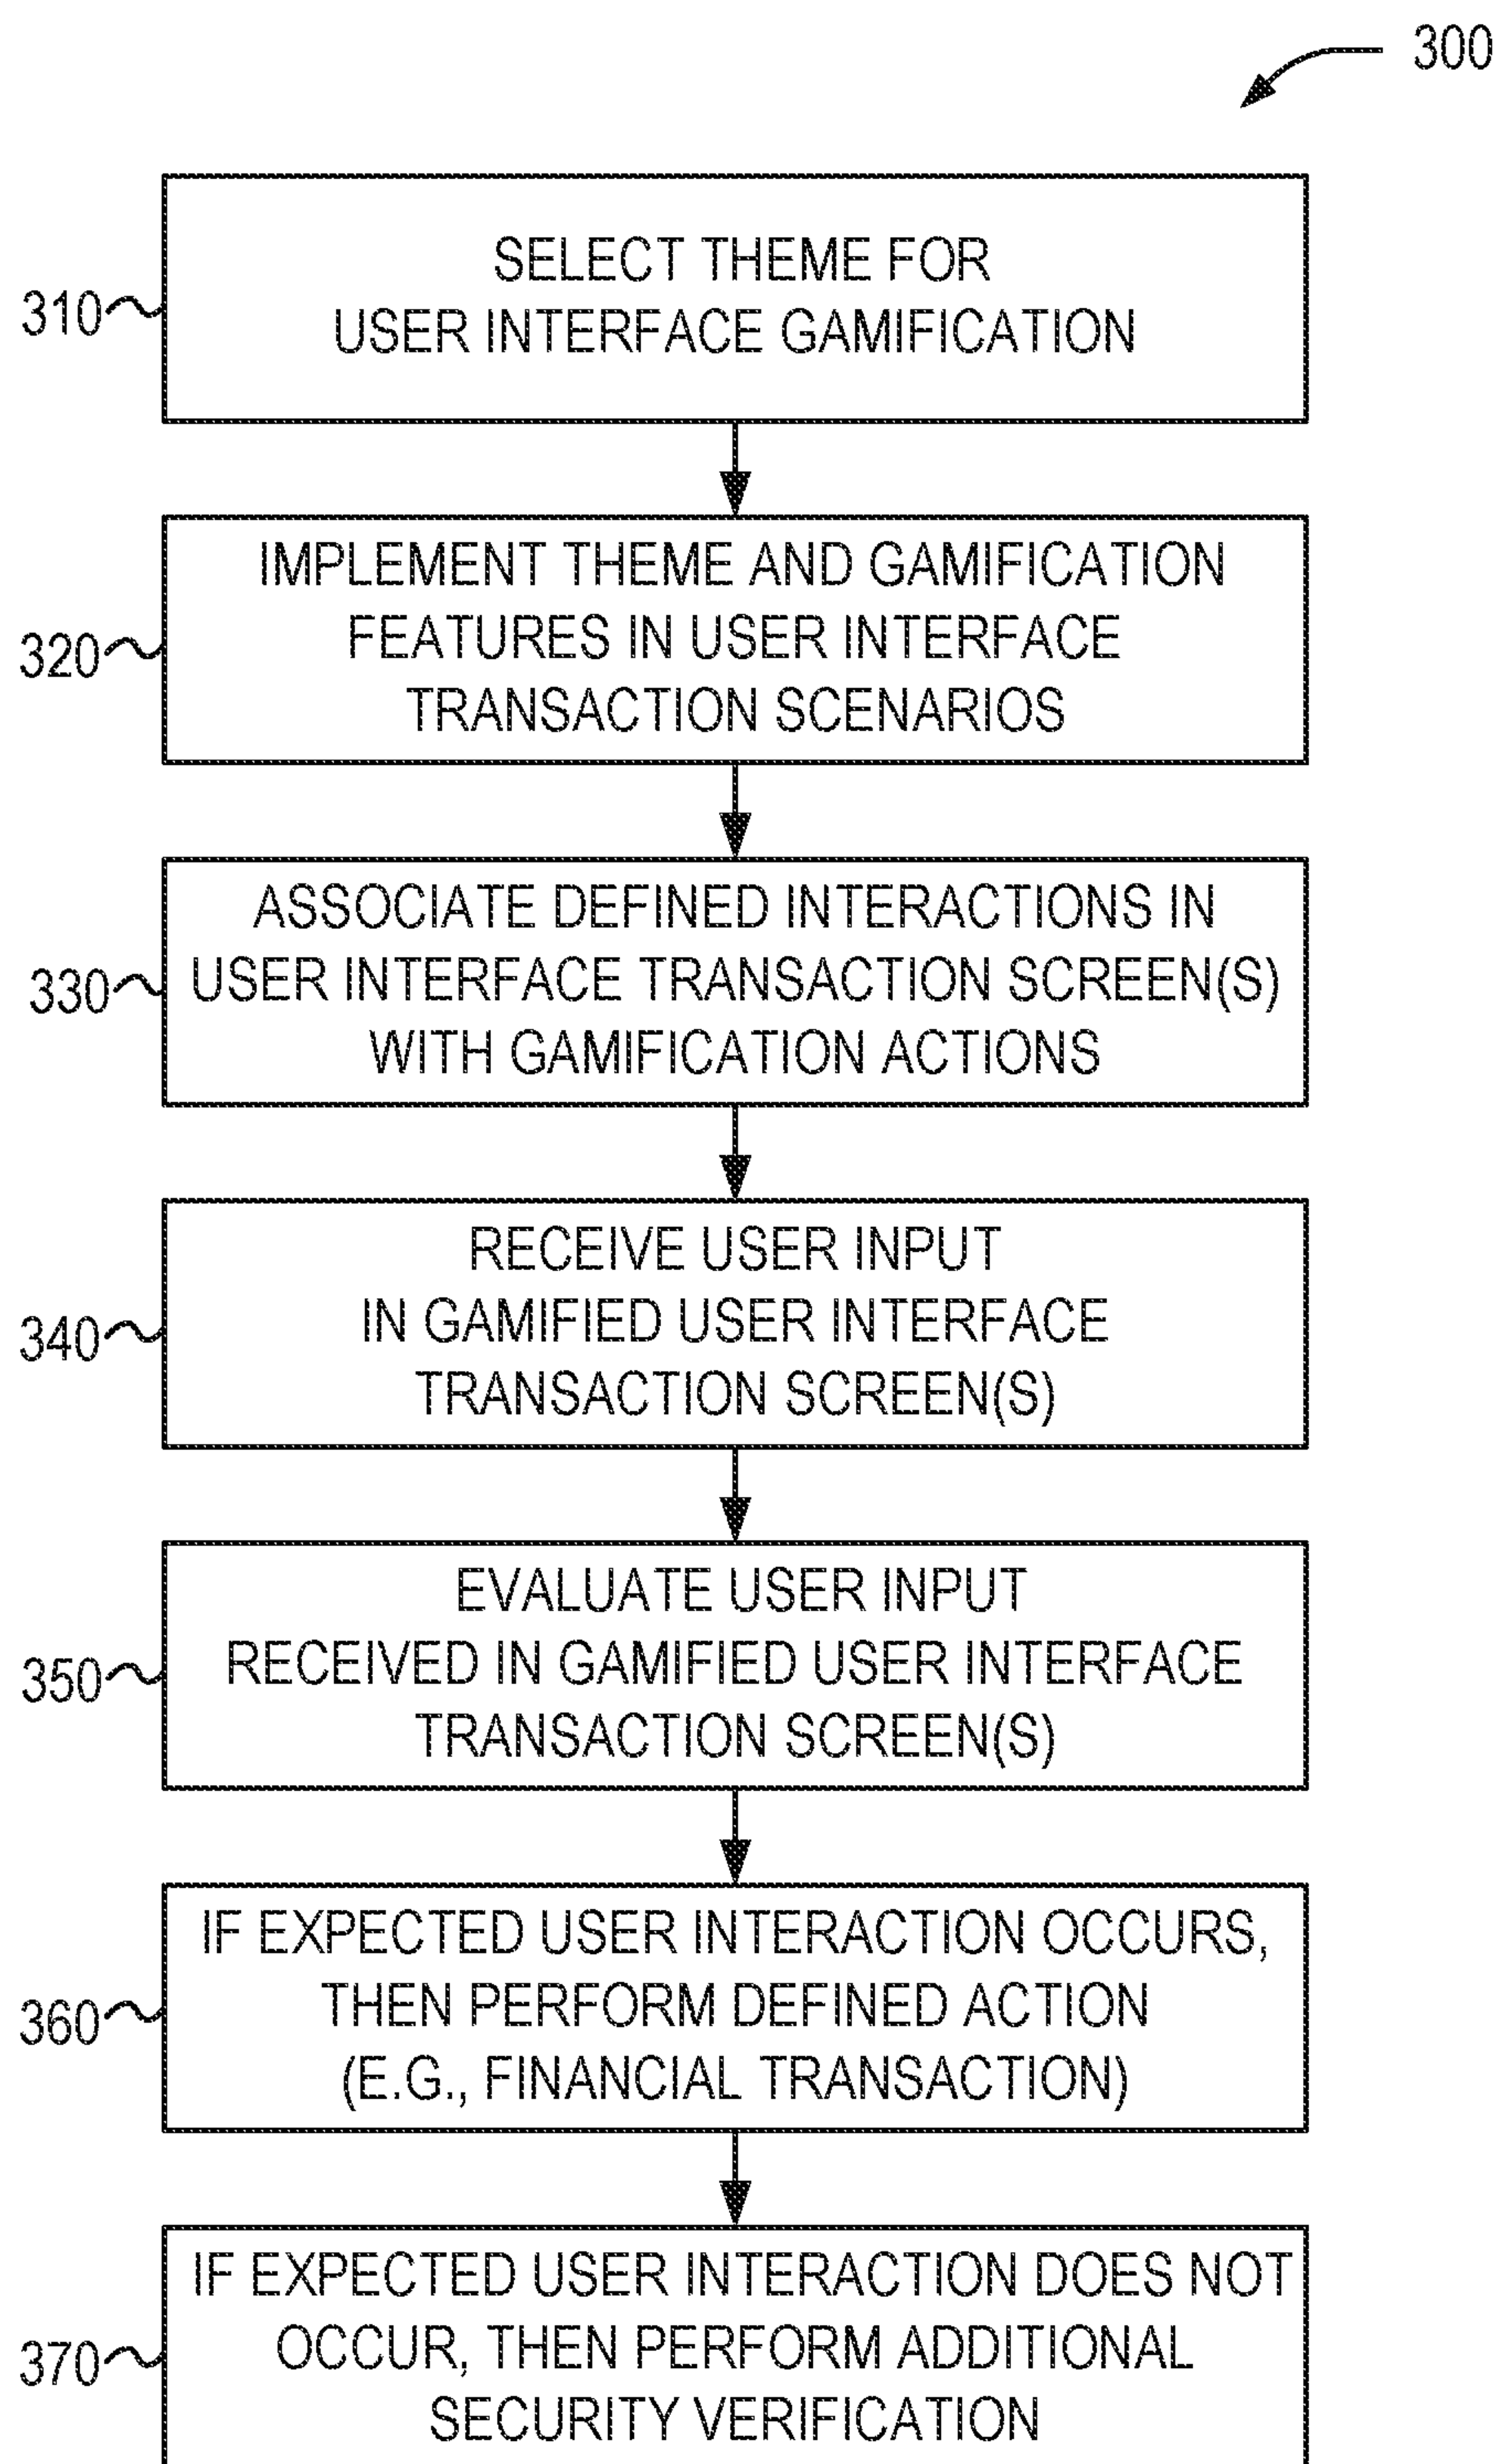 300
310
SELECT THEME FOR
USER INTERFACE GAMIFICATION
320
IMPLEMENT THEME AND GAMIFICATION
FEATURES IN USER INTERFACE
TRANSACTION SCENARIOS
330
ASSOCIATE DEFINED INTERACTIONS IN
USER INTERFACE TRANSACTION SCREEN(S)
WITH GAMIFICATION ACTIONS
340
RECEIVE USER INPUT
IN GAMIFIED USER INTERFACE
TRANSACTION SCREEN(S)
350
EVALUATE USER INPUT
RECEIVED IN GAMIFIED USER INTERFACE
TRANSACTION SCREEN(S)
360
IF EXPECTED USER INTERACTION OCCURS,
THEN PERFORM DEFINED ACTION
(E.G., FINANCIAL TRANSACTION)
370
IF EXPECTED USER INTERACTION DOES NOT
OCCUR, THEN PERFORM ADDITIONAL
SECURITY VERIFICATION